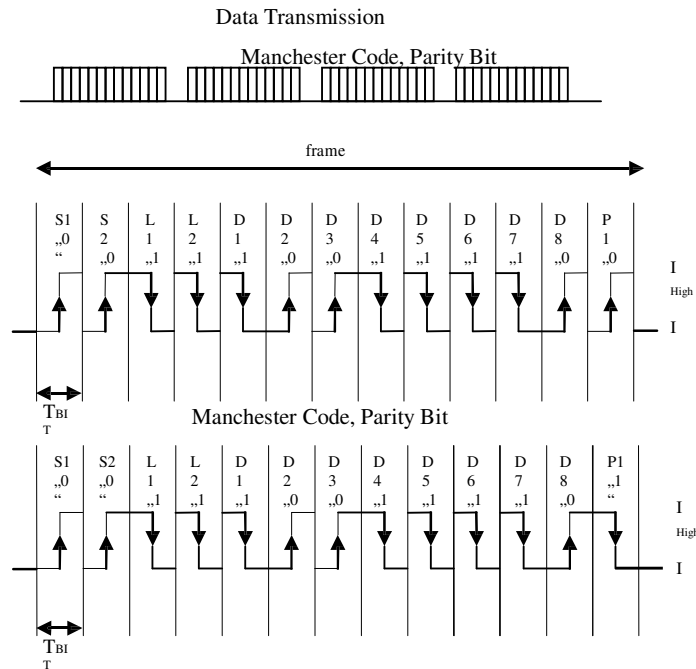 Data Transmission
Manchester Code, Parity Bit
frame
S1 S L L D D D D D D D D P
„0 2 1 2 1 2 3 4 5 6 7 8 1
“ „0 „1 „1 „1 „0 „0 „1 „1 „1 „1 „0 „0
I
High
I
TBI
T
Manchester Code, Parity Bit
S1 S2 L L D D D D D D D D P1
„0 „0 1 2 1 2 3 4 5 6 7 8 „1
“ “ „1 „1 „1 „0 „0 „1 „1 „1 „1 „0 “
I
High
I
TBI
T